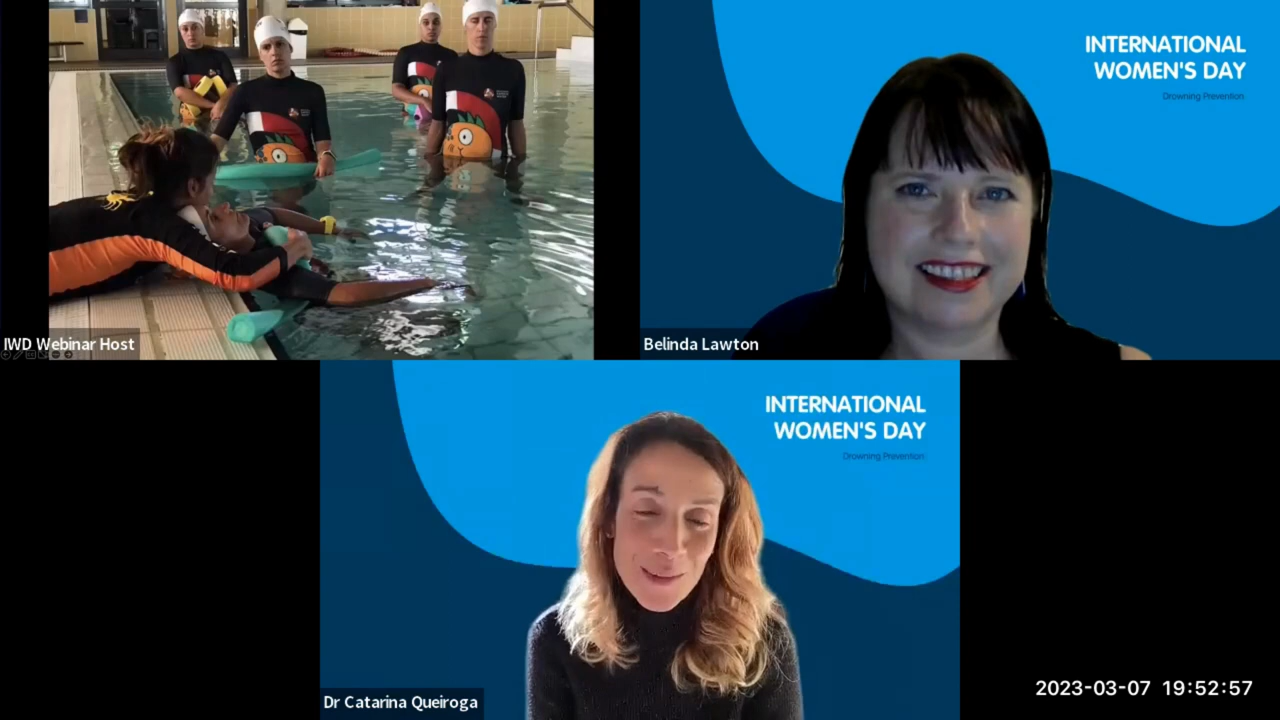 INTERNATIONAL
WOMEN'S DAY
Drowning Prevention
IWD Webinar Host
Belinda Lawton
INTERNATIONAL
WOMEN'S DAY
Drowning Prevention
Dr Catarina Queiroga
2023-03-07 19:52:57